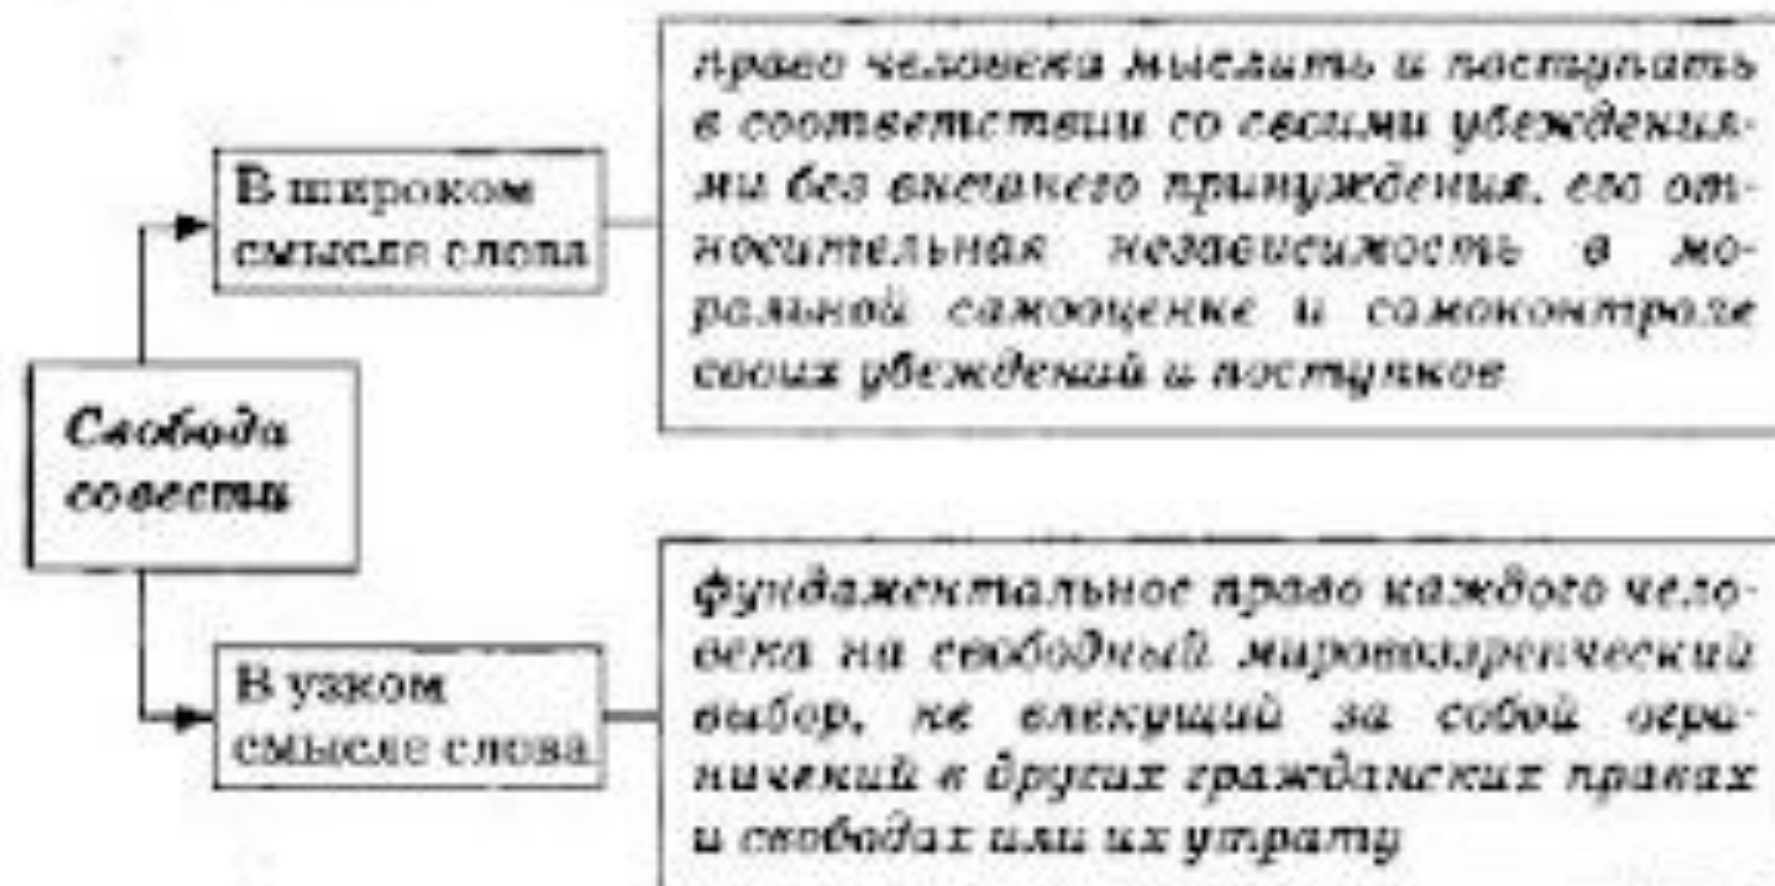 право человека мыслить и поступать
в соответствии со своими убеждения-
ми без внешнего принуждения, его от-
носительная независимость в мо-
ральной самооценке и самоконтроле
своих убеждений и поступков
В широком
смысле слова
Свобода
совести
В узком
смысле слова
фундаментальное право каждого чело-
века на свободный мировоззренческий
выбор, не влекущий за собой огра-
ничений в других гражданских правах
и свободах или их утрату